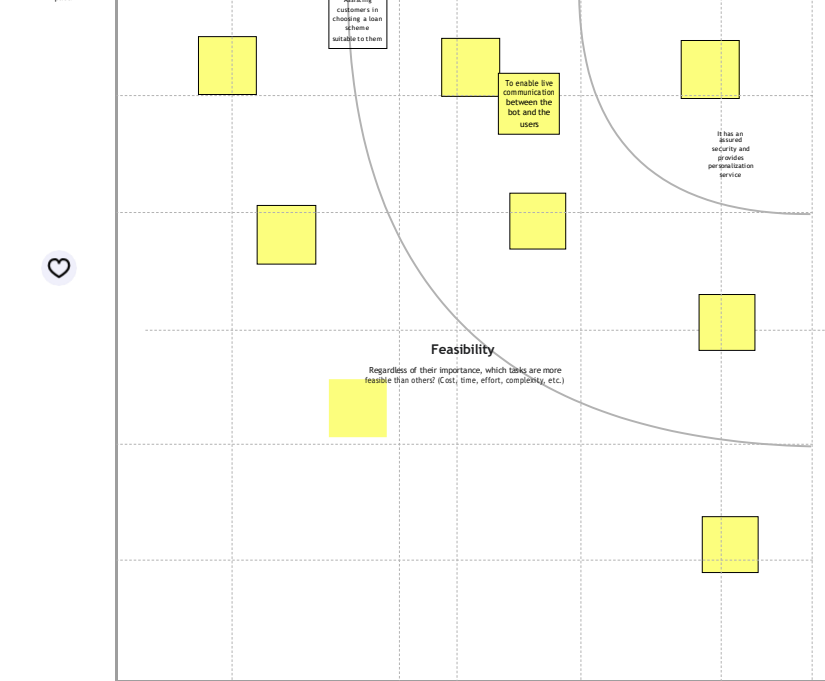 customers in
choosing a loan
scheme
suitable to them
To enable live
communication
between the
bot and the
users
It has an
assured
security and
provides
personalization
service
Feasibility
Regardless of their importance, which tasks are more
feasible than others? (Cost, time, effort, complexity, etc.)